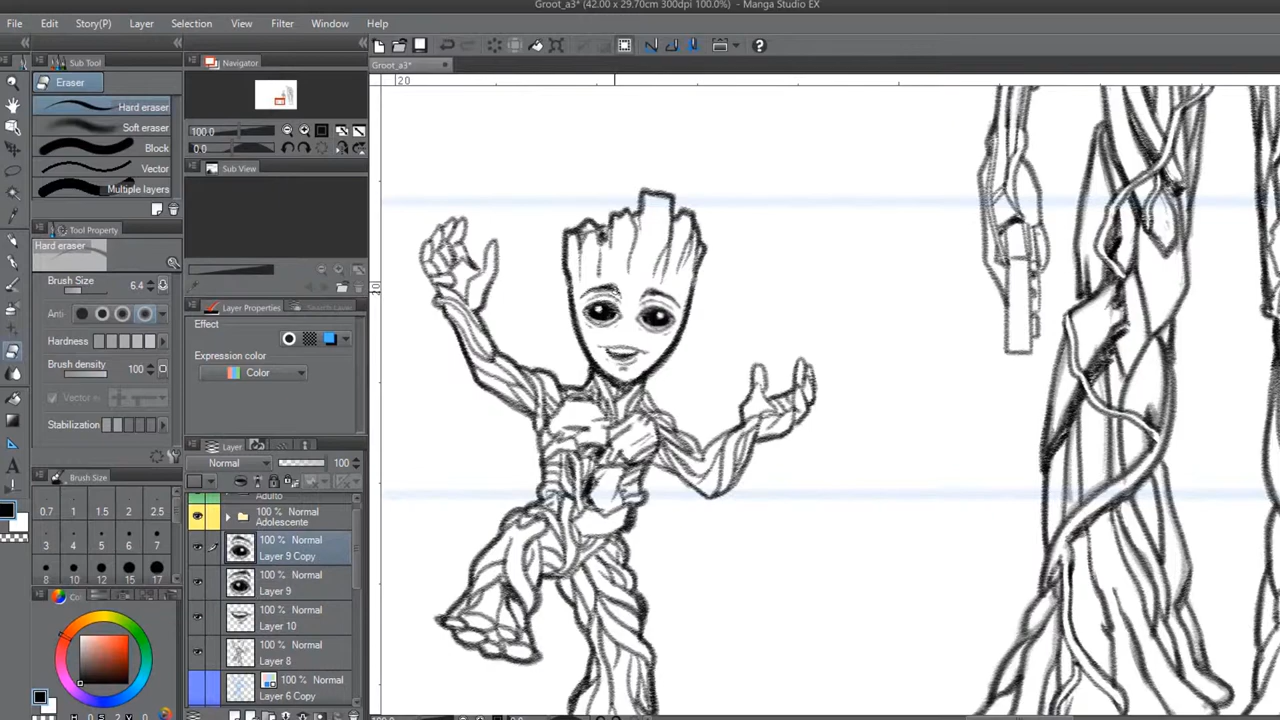 Groot_a3* (42.00 x 29.70cm 300dpi 100.0%) - Manga Studio EX
File Edit Story(P) Layer Selection View Filter Window Help
Sub Tool
Navigator
Groot_a3*
Eraser
20
Hard eraser
Soft eraser
100.0
Block
0.0
Vector
Sub View
Multiple layers
Tool Property
Hard eraser
Brush Size 6.4
20
Layer Properties
Effect
Hardness
Expression color
Brush density 100
Color
Vector
Stabilization
Layer
Normal 100
Brush Size
Adulto
0.7 1 1.5 2 2.5
Adolescente
3 4 5 6 7
100 % Normal
Layer 9 Copy
8 10 12 15 17
100 % Normal
Layer 9
100 % Normal
Layer 10
100 % Normal
Layer 8
100 % Normal
Layer 6 Copy